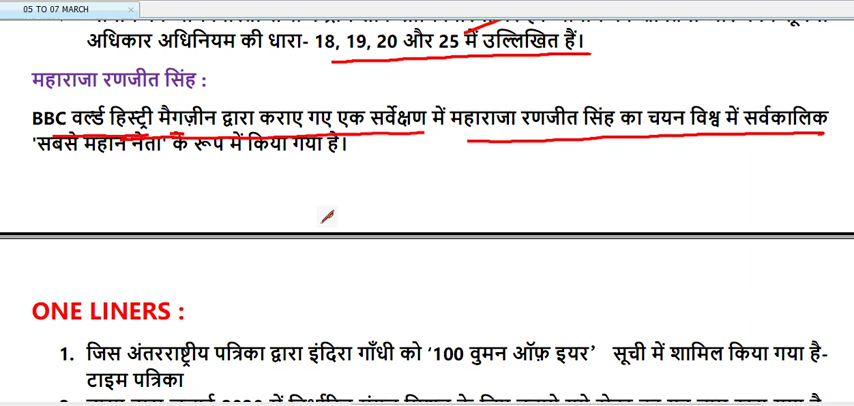 05 TO 07 MARCH
अधिकार अधिनियम की धारा- 18, 19, 20 और 25 में उल्लिखित हैं।
महाराजा रणजीत सिंह :
BBC वर्ल्ड हिस्ट्री मैगज़ीन द्वारा कराए गए एक सर्वेक्षण में महाराजा रणजीत सिंह का चयन विश्व में सर्वकालिक
'सबसे महान नेता' के रूप में किया गया है।
ONE LINERS :
1. जिस अंतरराष्ट्रीय पत्रिका द्वारा इंदिरा गाँधी को ‘100 वुमन ऑफ़ इयर’ सूची में शामिल किया गया है-
टाइम पत्रिका